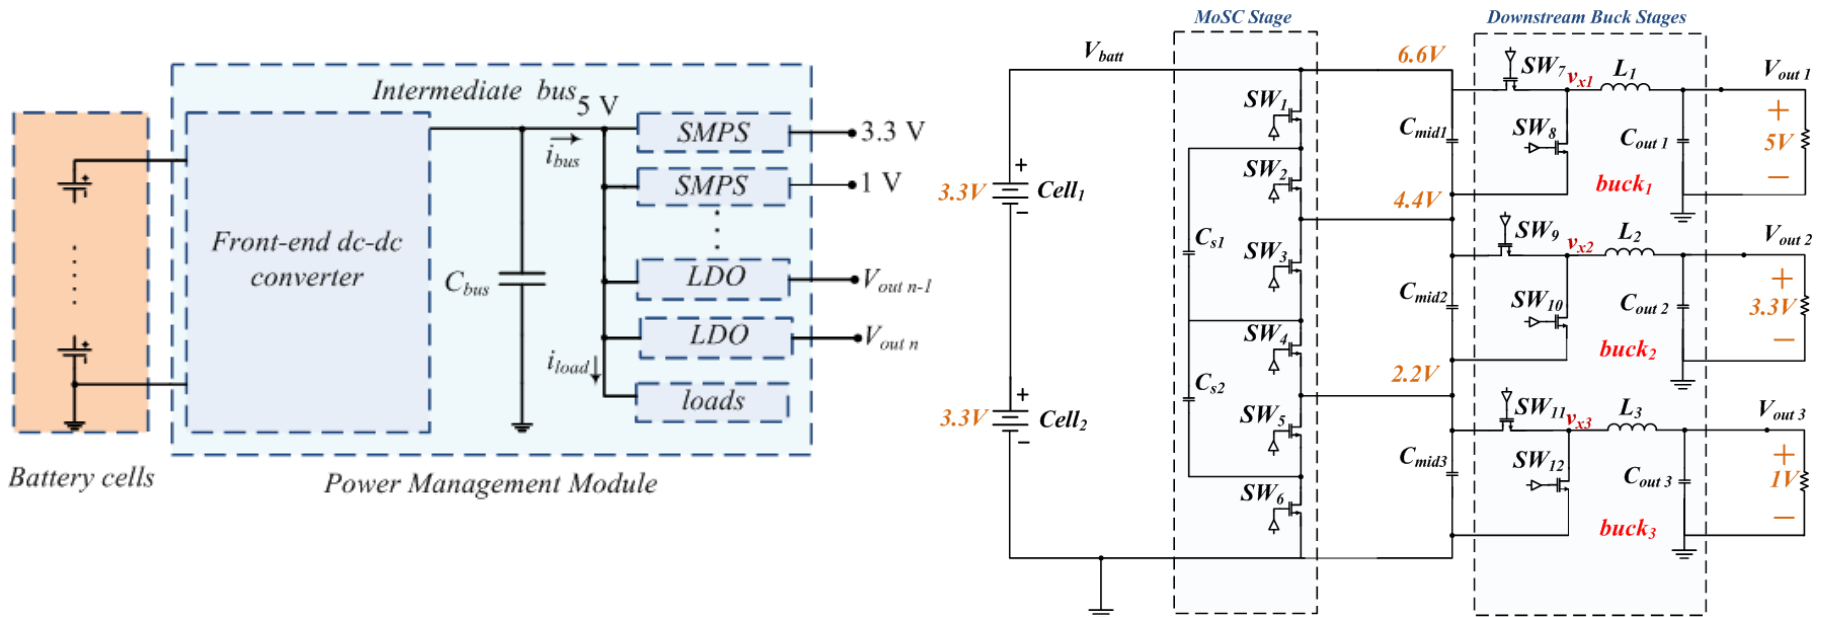 Intermediate bus
5 V
Front-end dc-dc
converter
i_bus
C_bus
i_load
SMPS
3.3 V
SMPS
1 V
LDO
V_out n-1
LDO
V_out n
loads
Battery cells
Power Management Module
MoSC Stage
Downstream Buck Stages
V_batt
6.6V
SW_1
SW_2
SW_3
SW_4
SW_5
SW_6
C_s1
C_s2
3.3V
Cell_1
3.3V
Cell_2
4.4V
2.2V
C_mid1
C_mid2
C_mid3
SW_7
v_x1
L_1
V_out 1
SW_8
C_out 1
+
5V
−
buck_1
SW_9
v_x2
L_2
V_out 2
SW_10
C_out 2
+
3.3V
−
buck_2
SW_11
v_x3
L_3
V_out 3
SW_12
C_out 3
+
1V
−
buck_3